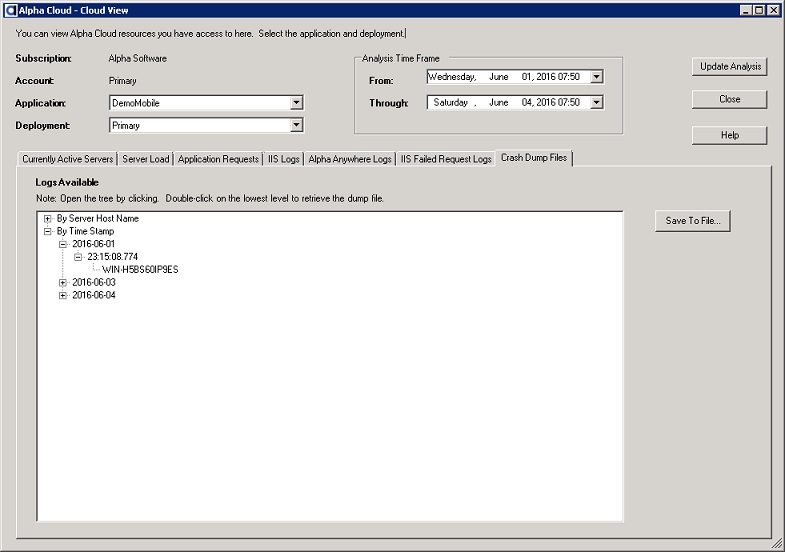 Alpha Cloud - Cloud View
You can view Alpha Cloud resources you have access to here.  Select the application and deployment.
Subscription: Alpha Software
Account: Primary
Application: DemoMobile
Deployment: Primary
Analysis Time Frame
From: Wednesday, June 01, 2016 07:50
Through: Saturday , June 04, 2016 07:50
Update Analysis
Close
Help
Currently Active Servers Server Load Application Requests IIS Logs Alpha Anywhere Logs IIS Failed Request Logs Crash Dump Files
Logs Available
Note: Open the tree by clicking.  Double-click on the lowest level to retrieve the dump file.
By Server Host Name
By Time Stamp
2016-06-01
23:15:08.774
WIN-H5BS60IP9ES
2016-06-03
2016-06-04
Save To File...